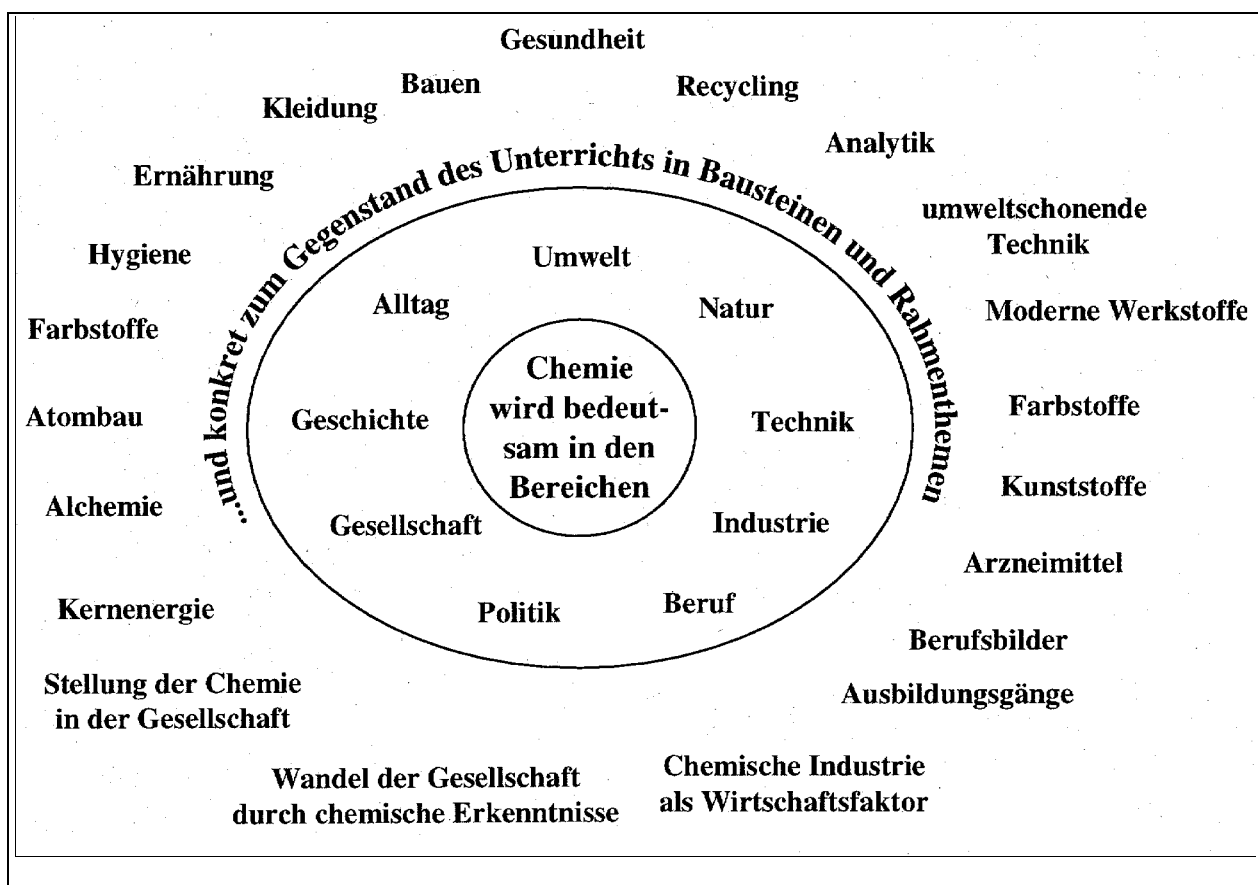 Gesundheit
Bauen
Recycling
Kleidung
Analytik
Ernährung
...und konkret zum Gegenstand des Unterrichts in Bausteinen und Rahmenthemen
umweltschonende
Technik
Hygiene
Umwelt
Alltag
Natur
Moderne Werkstoffe
Farbstoffe
Chemie
wird bedeut-
sam in den
Bereichen
Geschichte
Technik
Farbstoffe
Atombau
Kunststoffe
Alchemie
Gesellschaft
Industrie
Arzneimittel
Kernenergie
Politik
Beruf
Berufsbilder
Stellung der Chemie
in der Gesellschaft
Ausbildungsgänge
Wandel der Gesellschaft
durch chemische Erkenntnisse
Chemische Industrie
als Wirtschaftsfaktor